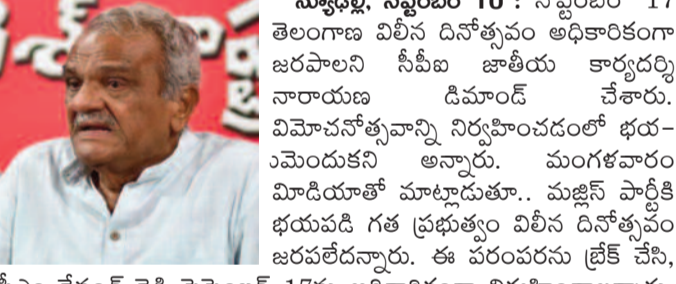 న్యూఢిల్లీ, సెప్టెంబర్ 10 : సెప్టెంబర్ 17
తెలంగాణ విలీన దినోత్సవం అధికారికంగా
జరపాలని సీపీఐ జాతీయ కార్యదర్శి
నారాయణ డిమాండ్ చేశారు.
విమోచనోత్సవాన్ని నిర్వహించడంలో భయ-
మెందుకని అన్నారు. మంగళవారం
మీడియాతో మాట్లాడుతూ.. మజ్లిస్ పార్టీకి
భయపడి గత ప్రభుత్వం విలీన దినోత్సవం
జరపలేదన్నారు. ఈ పరంపరను బ్రేక్ చేసి,